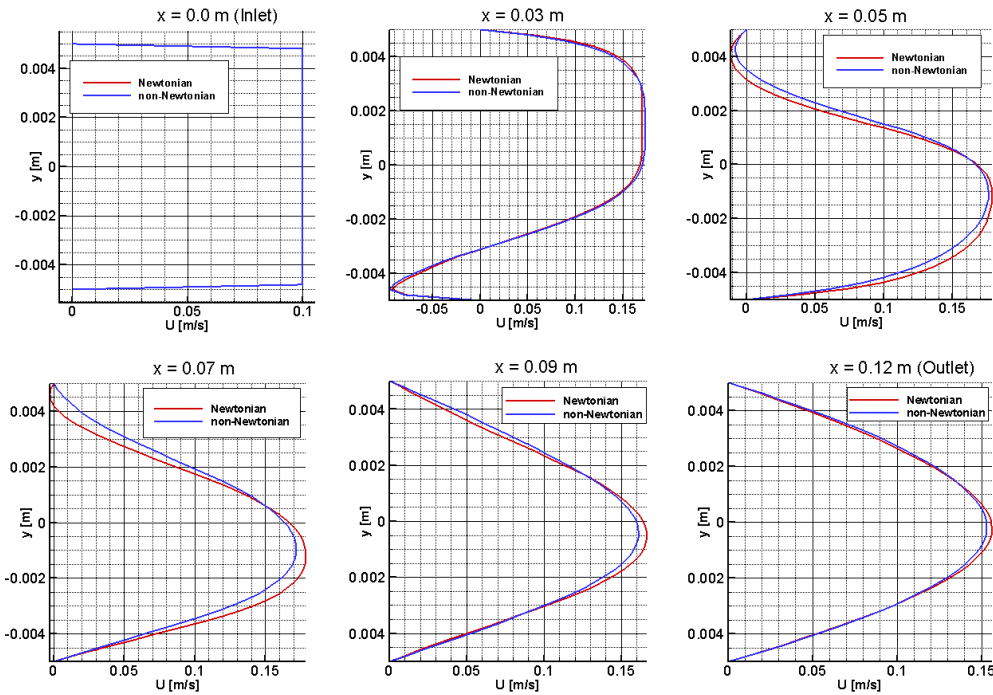 x = 0.0 m (Inlet)
0.004
0.002
0
-0.002
-0.004
y [m]
Newtonian
non-Newtonian
0
0.05
0.1
U [m/s]
x = 0.03 m
0.004
0.002
0
-0.002
-0.004
y [m]
Newtonian
non-Newtonian
-0.05
0
0.05
0.1
0.15
U [m/s]
x = 0.05 m
0.004
0.002
0
-0.002
-0.004
y [m]
Newtonian
non-Newtonian
0
0.05
0.1
0.15
U [m/s]
x = 0.07 m
0.004
0.002
0
-0.002
-0.004
y [m]
Newtonian
non-Newtonian
0
0.05
0.1
0.15
U [m/s]
x = 0.09 m
0.004
0.002
0
0.002
0.004
y [m]
Newtonian
non-Newtonian
0
0.05
0.1
0.15
U [m/s]
x = 0.12 m (Outlet)
0.004
0.002
0
0.002
0.004
y [m]
Newtonian
non-Newtonian
0
0.05
0.1
0.15
U [m/s]